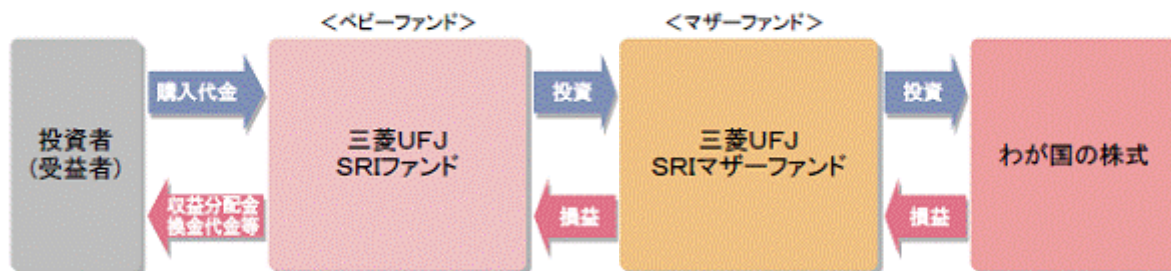 ＜ベビーファンド＞
＜マザーファンド＞
投資者
(受益者)
購入代金
収益分配金
換金代金等
三菱UFJ
SRIファンド
投資
損益
三菱UFJ
SRIマザーファンド
投資
損益
わが国の株式